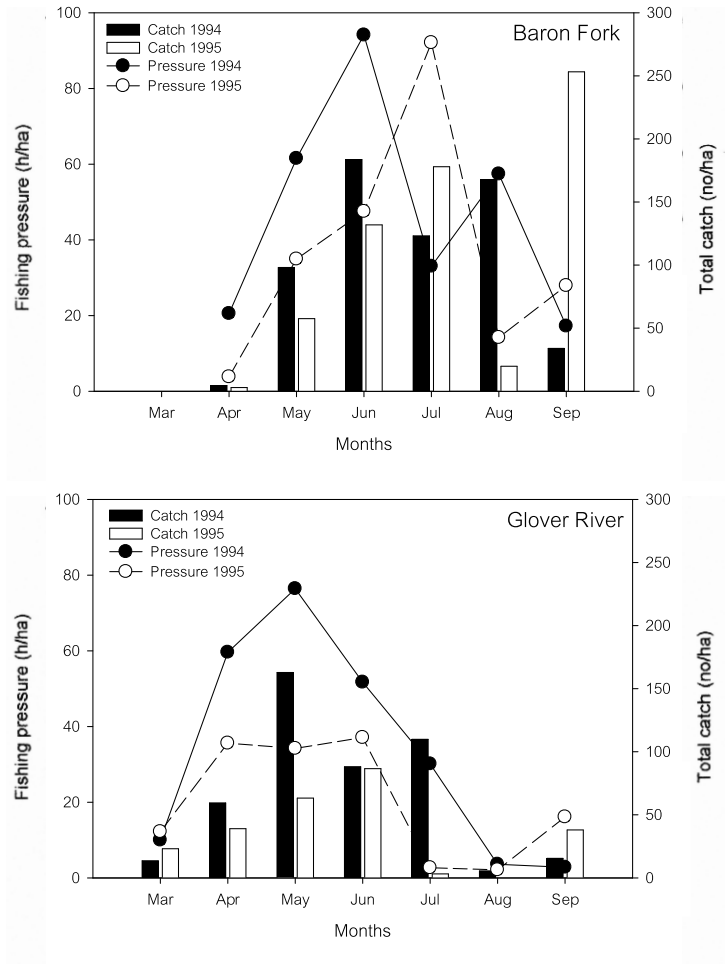 Baron Fork
Catch 1994
Catch 1995
Pressure 1994
Pressure 1995
Fishing pressure (h/ha)
100
80
60
40
20
0
Total catch (no/ha)
300
250
200
150
100
50
0
Mar Apr May Jun Jul Aug Sep
Months
Glover River
Catch 1994
Catch 1995
Pressure 1994
Pressure 1995
Fishing pressure (h/ha)
100
80
60
40
20
0
Total catch (no/ha)
300
250
200
150
100
50
0
Mar Apr May Jun Jul Aug Sep
Months